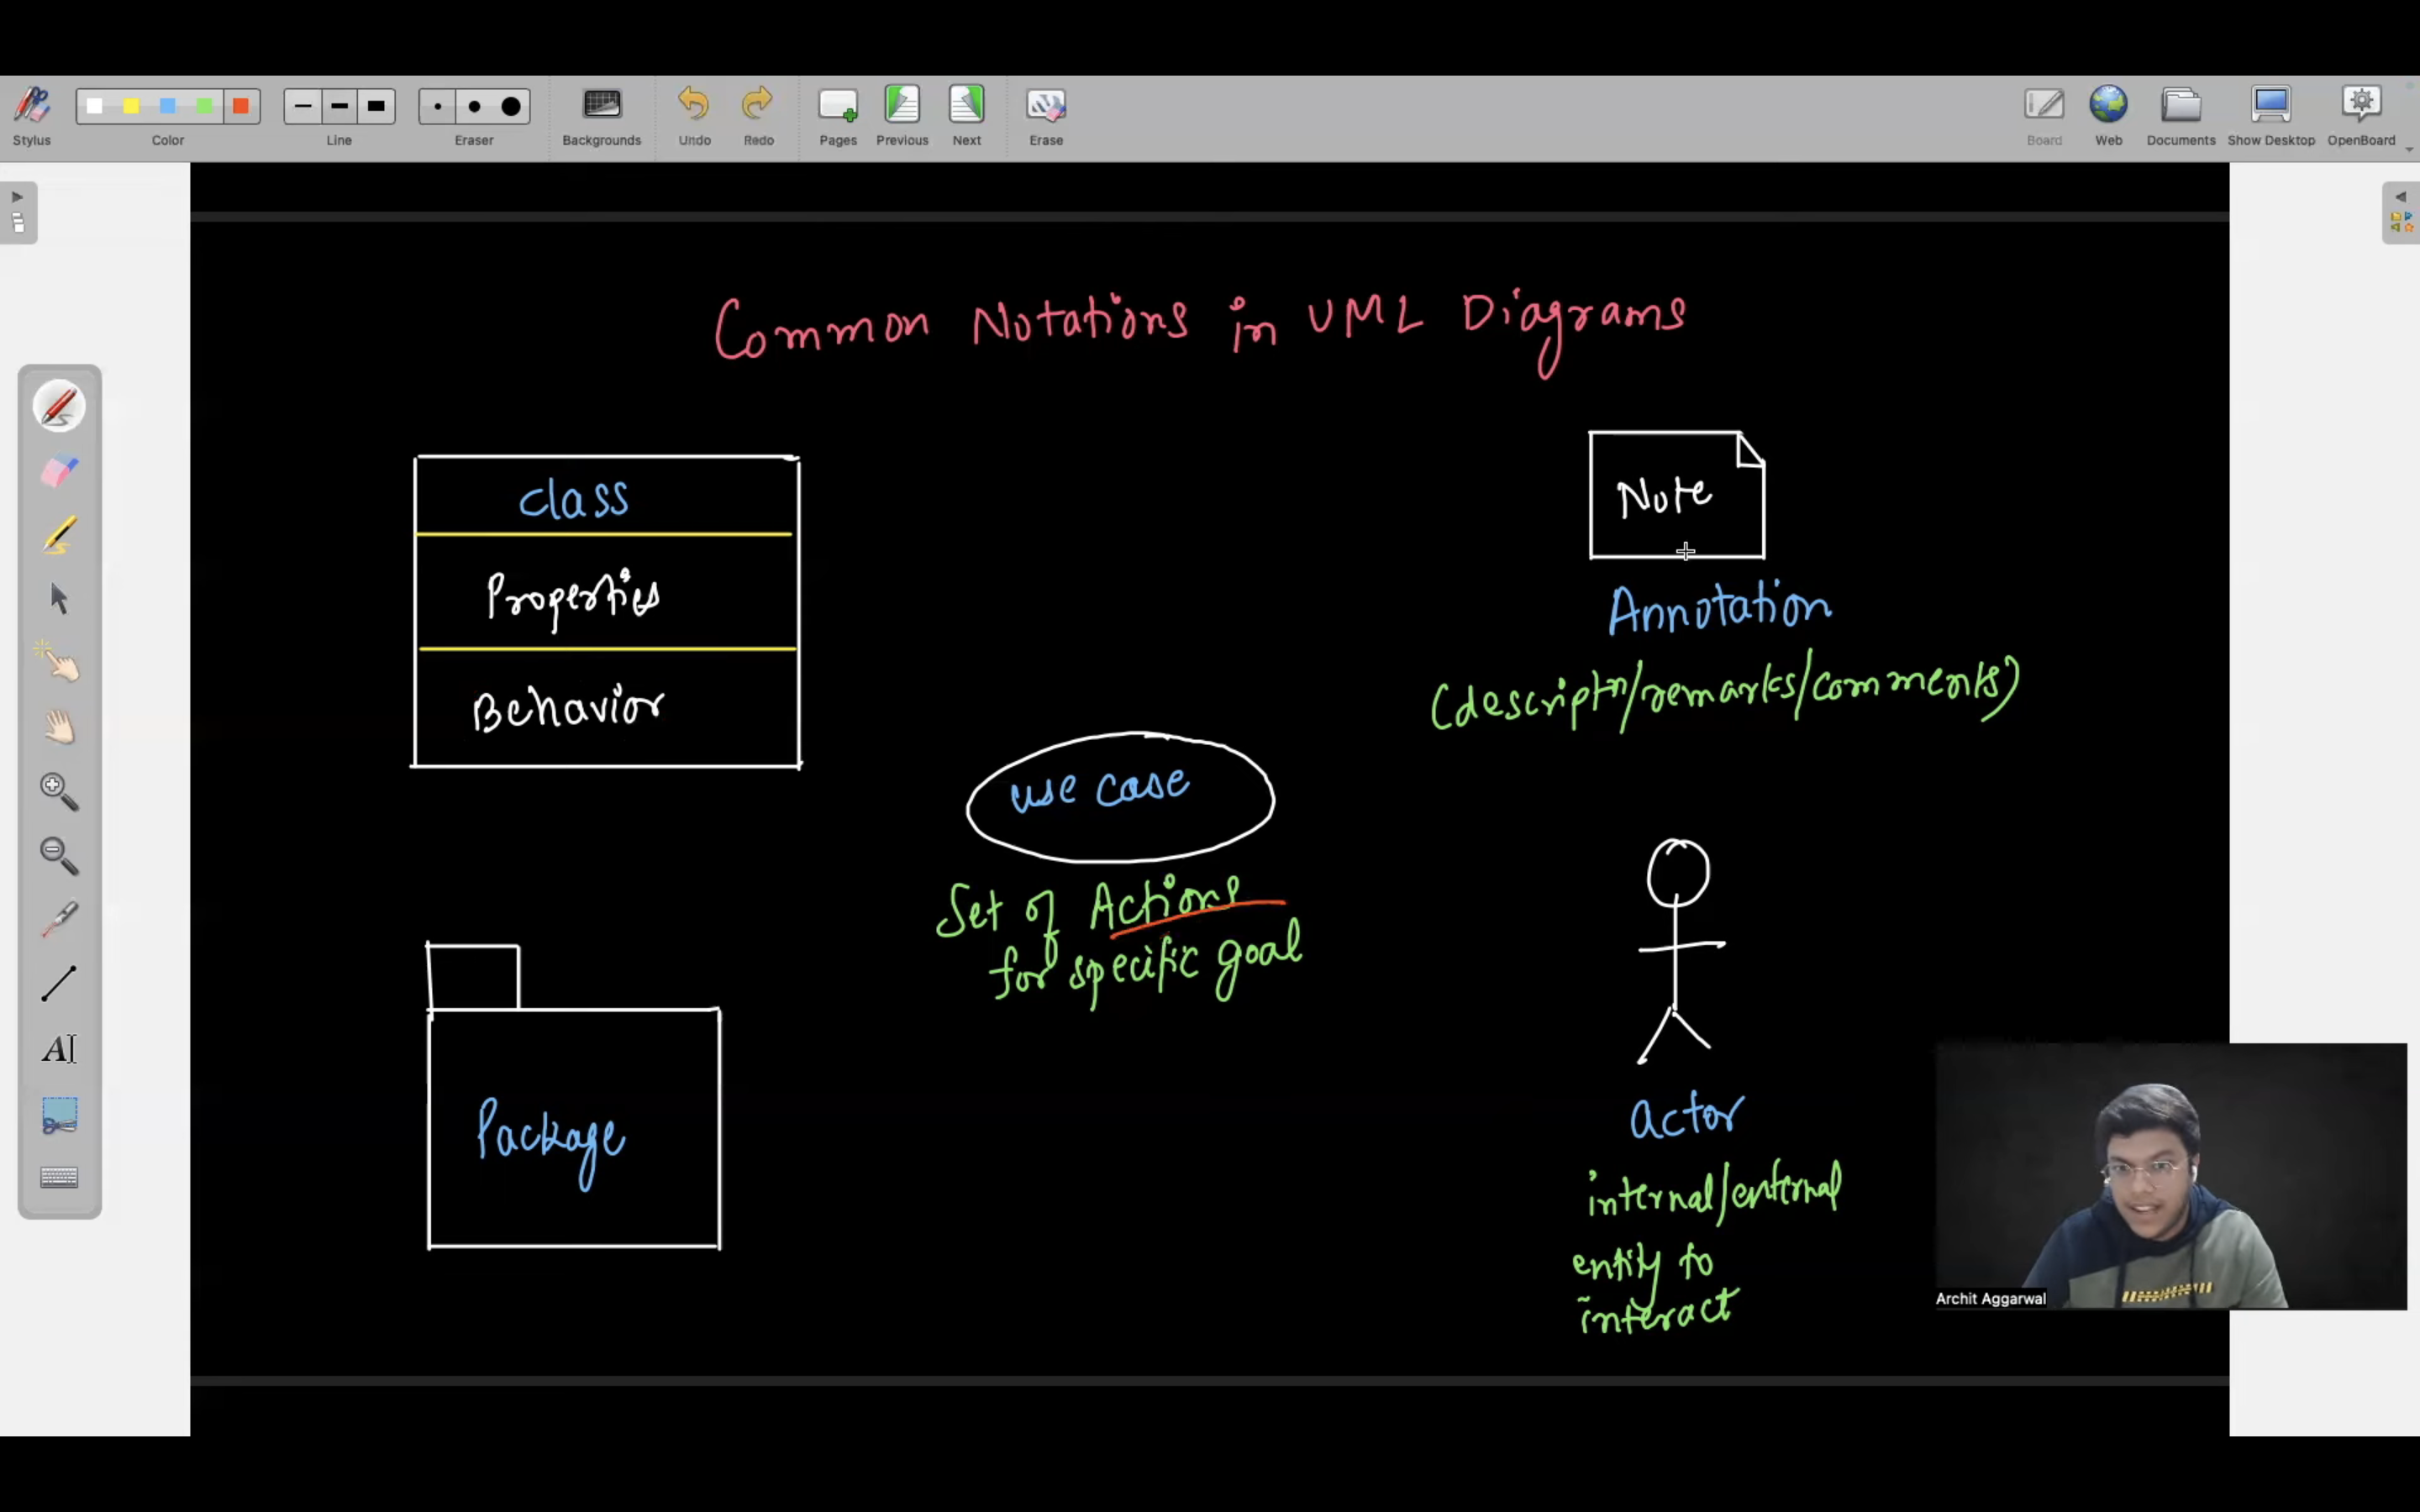 Stylus
Color
Line
Eraser
Backgrounds
Undo
Redo
Pages
Previous
Next
Erase
Board
Web
Documents
Show Desktop
OpenBoard
Common Notations in UML Diagrams
class
Properties
Behavior
Note
Annotation
(descriptn/remarks/comments)
use case
Set of Actions
for specific goal
Package
actor
internal/external
entity to
interact
Archit Aggarwal